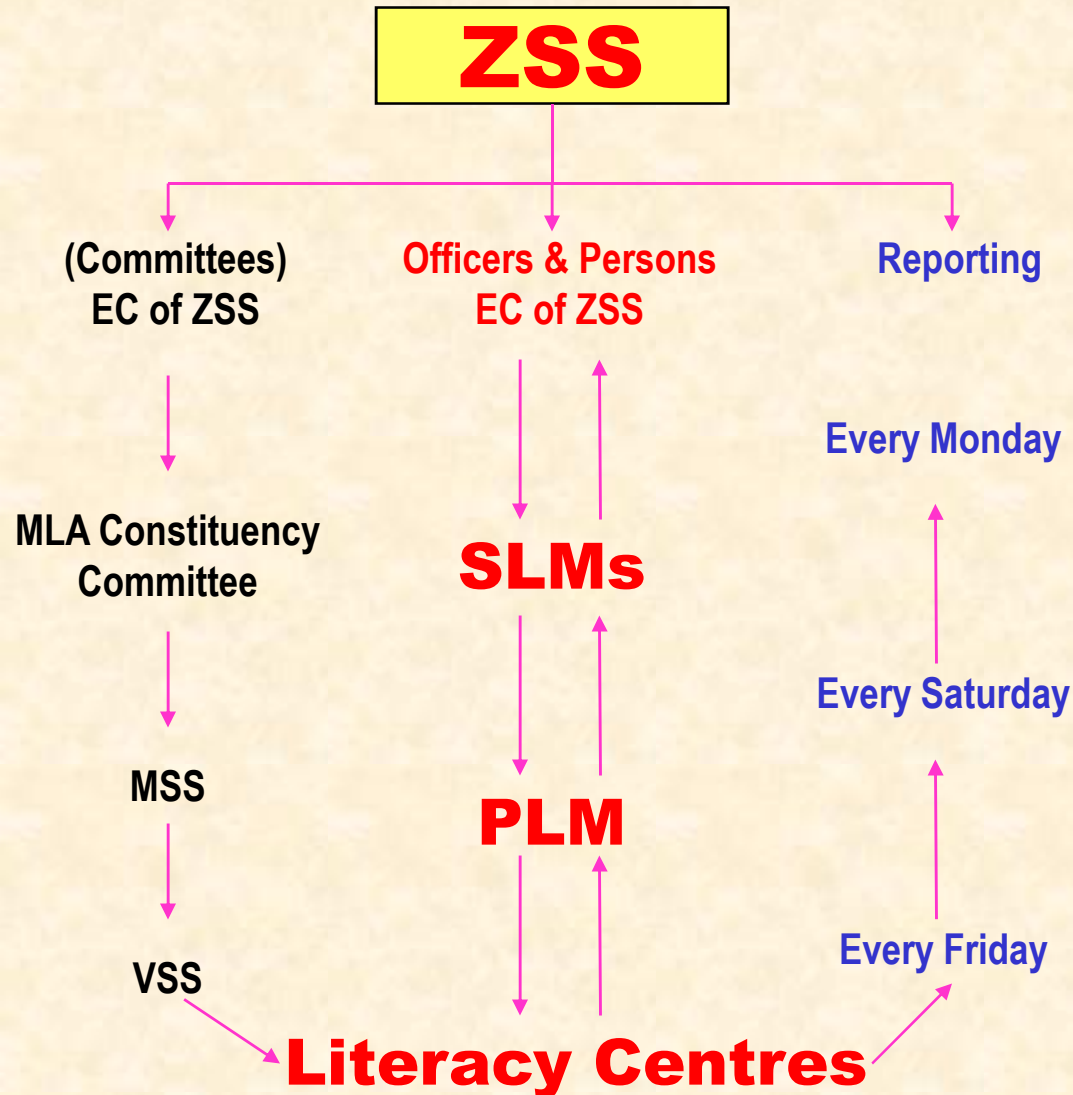 ZSS
(Committees)
EC of ZSS
Officers & Persons
EC of ZSS
Reporting
Every Monday
MLA Constituency
Committee
SLMs
Every Saturday
MSS
PLM
Every Friday
VSS
Literacy Centres